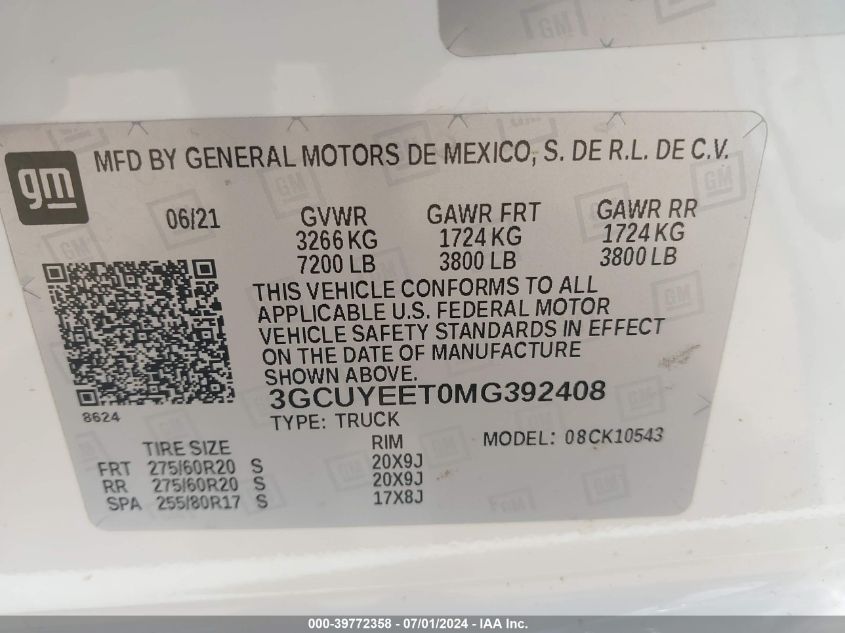 GM
gm
MFD BY GENERAL MOTORS DE MEXICO, S. DE R.L. DE C.V.
06/21 GVWR GAWR FRT GAWR RR
3266 KG 1724 KG 1724 KG
7200 LB 3800 LB 3800 LB
THIS VEHICLE CONFORMS TO ALL
APPLICABLE U.S. FEDERAL MOTOR
VEHICLE SAFETY STANDARDS IN EFFECT
ON THE DATE OF MANUFACTURE
SHOWN ABOVE.
3GCUYEET0MG392408
8624
TYPE: TRUCK MODEL: 08CK10543
TIRE SIZE RIM
FRT 275/60R20 S 20X9J
RR 275/60R20 S 20X9J
SPA 255/80R17 S 17X8J
000-39772358 - 07/01/2024 - IAA Inc.